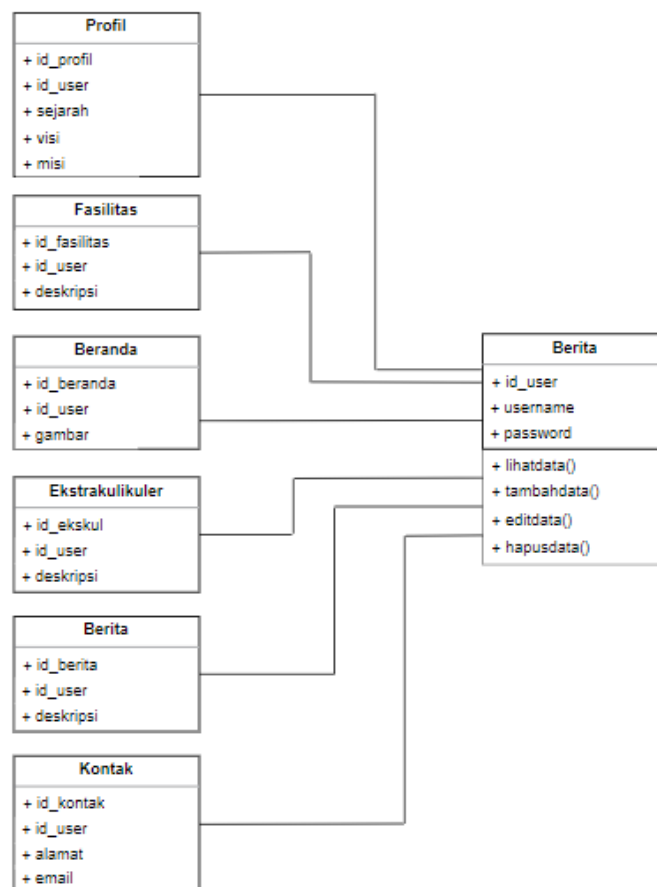 Profil
+ id_profil
+ id_user
+ sejarah
+ visi
+ misi
Fasilitas
+ id_fasilitas
+ id_user
+ deskripsi
Beranda
+ id_beranda
+ id_user
+ gambar
Ekstrakulikuler
+ id_ekskul
+ id_user
+ deskripsi
Berita
+ id_berita
+ id_user
+ deskripsi
Kontak
+ id_kontak
+ id_user
+ alamat
+ email
Berita
+ id_user
+ username
+ password
+ lihatdata()
+ tambahdata()
+ editdata()
+ hapusdata()